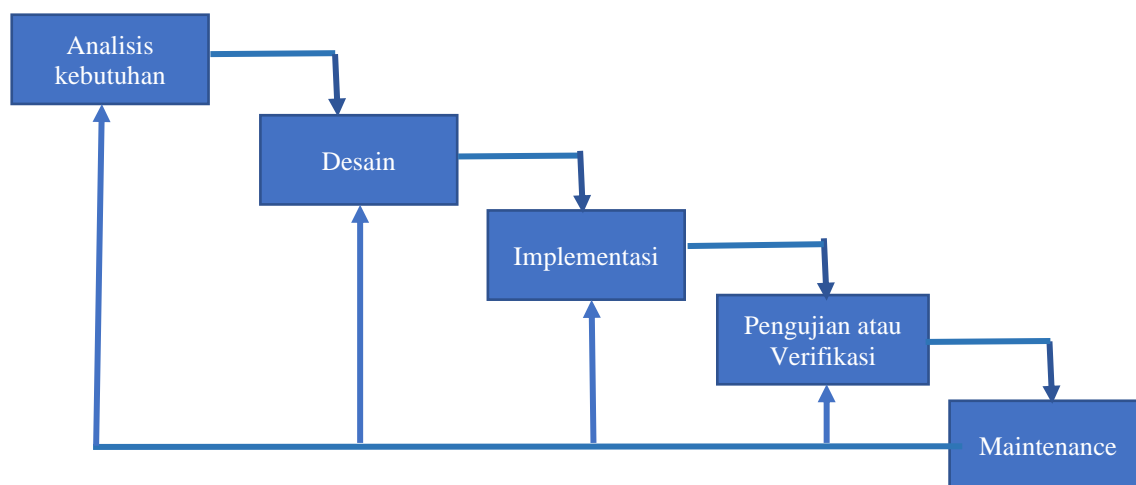 Analisis
kebutuhan
Desain
Implementasi
Pengujian atau
Verifikasi
Maintenance